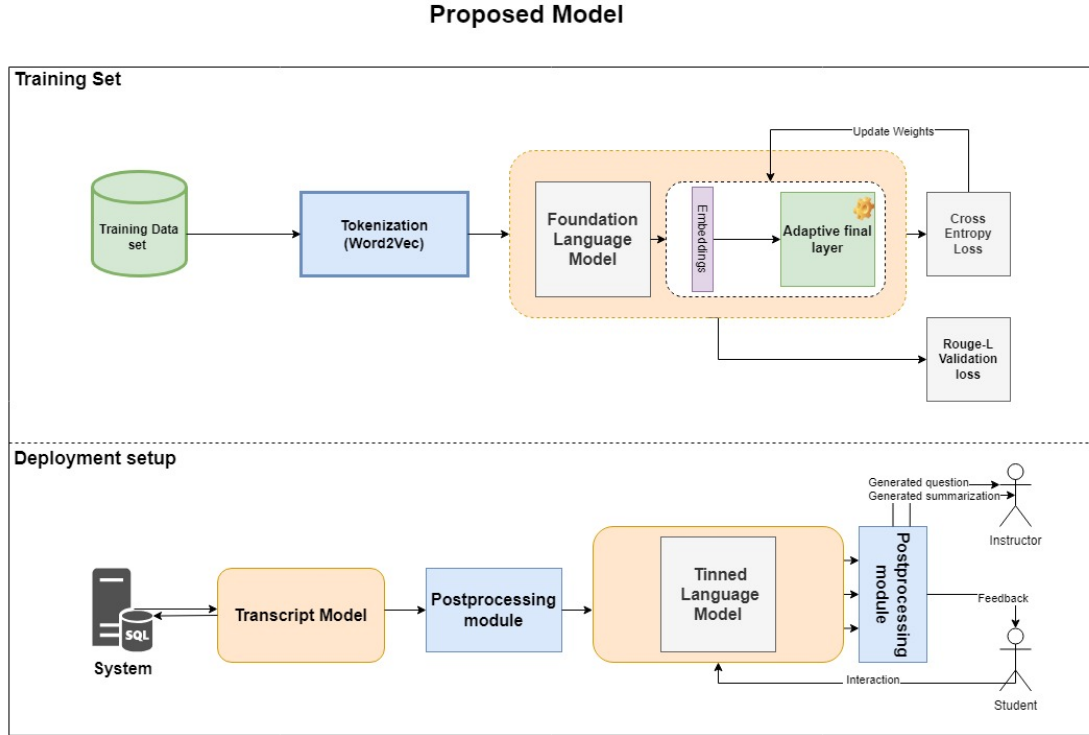 Proposed Model
Training Set
Update Weights
Training Data
set
Tokenization
(Word2Vec)
Foundation
Language
Model
Embeddings
Adaptive final
layer
Cross
Entropy
Loss
Rouge-L
Validation
loss
Deployment setup
Generated question
Generated summarization
Instructor
SQL
System
Transcript Model
Postprocessing
module
Tinned
Language
Model
Postprocessing
module
Feedback
Interaction
Student